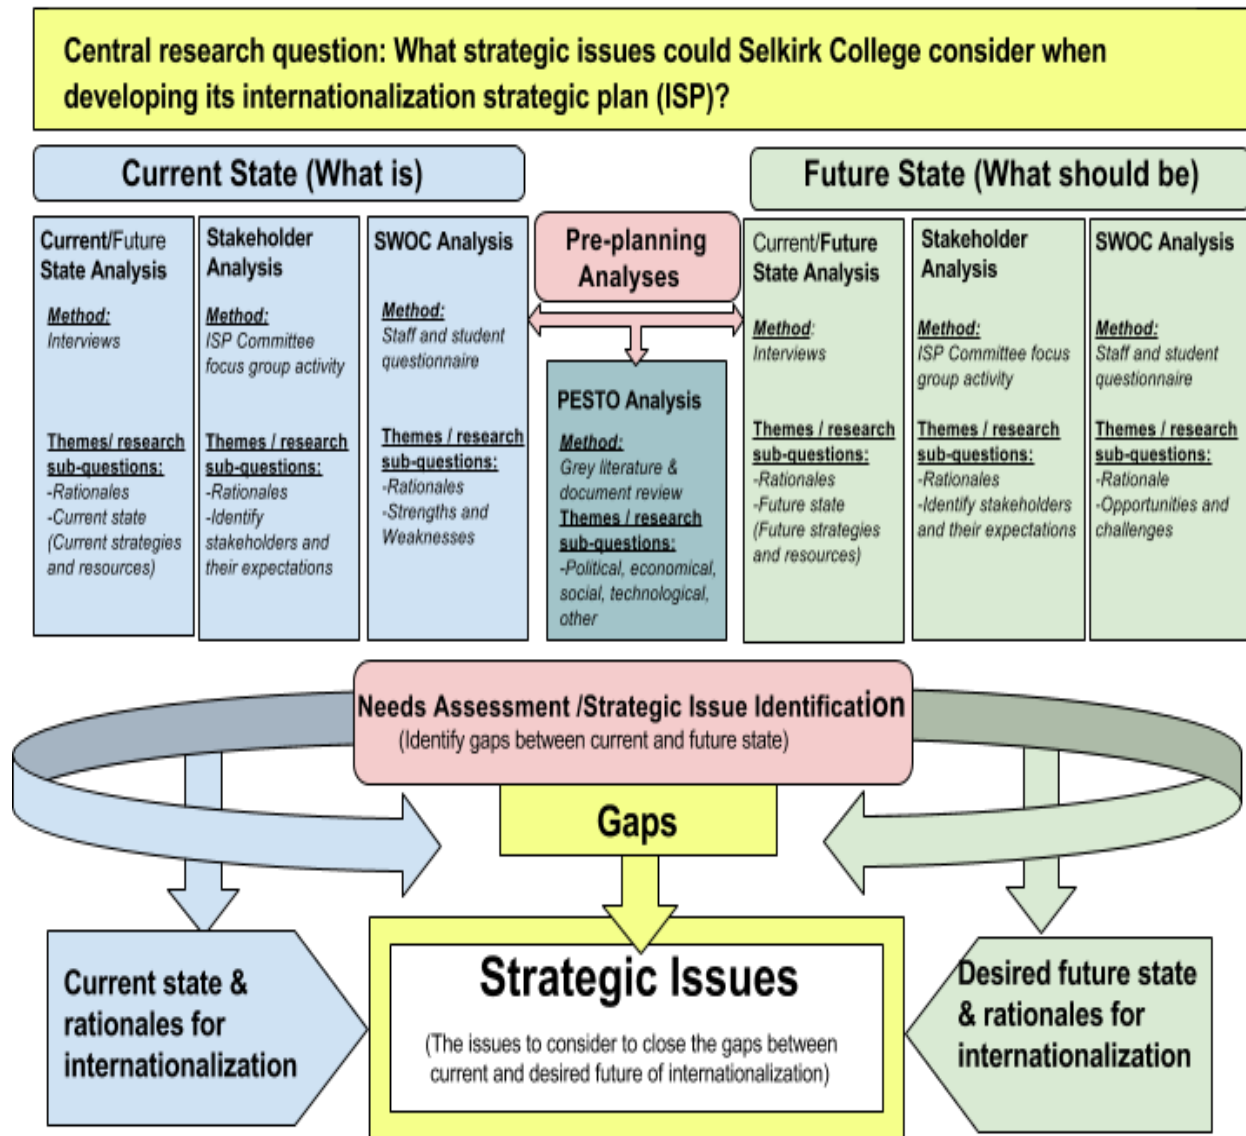 Central research question: What strategic issues could Selkirk College consider when
developing its internationalization strategic plan (ISP)?
Current State (What is)
Current/Future
State Analysis
Method:
Interviews
Themes/ research
sub-questions:
-Rationales
-Current state
(Current strategies
and resources)
Stakeholder
Analysis
Method:
ISP Committee
focus group activity
Themes / research
sub-questions:
-Rationales
-Identify
stakeholders and
their expectations
SWOC Analysis
Method:
Staff and student
questionnaire
Themes / research
sub-questions:
-Rationales
-Strengths and
Weaknesses
Pre-planning
Analyses
PESTO Analysis
Method:
Grey literature &
document review
Themes / research
sub-questions:
-Political, economical,
social, technological,
other
Future State (What should be)
Current/Future
State Analysis
Method:
Interviews
Themes / research
sub-questions:
-Rationales
-Future state
(Future strategies
and resources)
Stakeholder
Analysis
Method:
ISP Committee focus
group activity
Themes / research
sub-questions:
-Rationales
-Identify stakeholders
and their expectations
SWOC Analysis
Method:
Staff and student
questionnaire
Themes / research
sub-questions:
-Rationale
-Opportunities and
challenges
Needs Assessment /Strategic Issue Identification
(Identify gaps between current and future state)
Gaps
Current state &
rationales for
internationalization
Strategic Issues
(The issues to consider to close the gaps between
current and desired future of internationalization)
Desired future state
& rationales for
internationalization